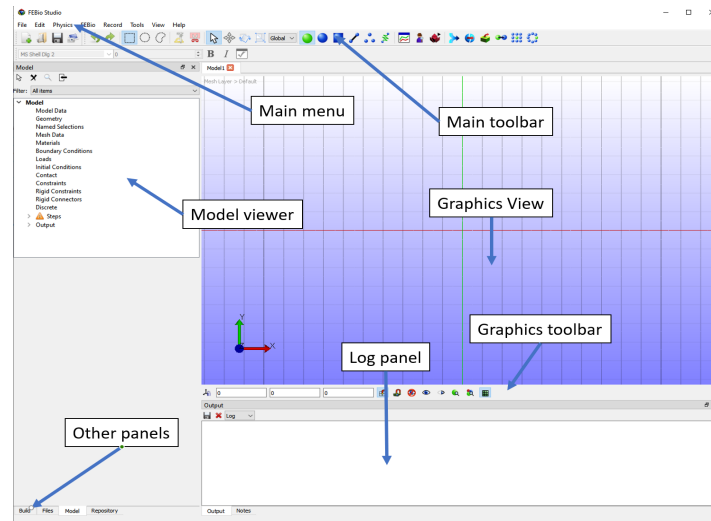 FEBio Studio
File Edit Physics FEBio Record Tools View Help
Global
MS Shell Dlg 2 0 B I
Model
Model1
Mesh Layer > Default
Filter: All items
Model
Model Data
Geometry
Named Selections
Mesh Data
Materials
Boundary Conditions
Loads
Initial Conditions
Contact
Constraints
Rigid Constraints
Rigid Connectors
Discrete
Steps
Output
Main menu
Main toolbar
Model viewer
Graphics View
Graphics toolbar
Log panel
Other panels
Y
X
0 0 0
Output
Log
Build Files Model Repository
Output Notes